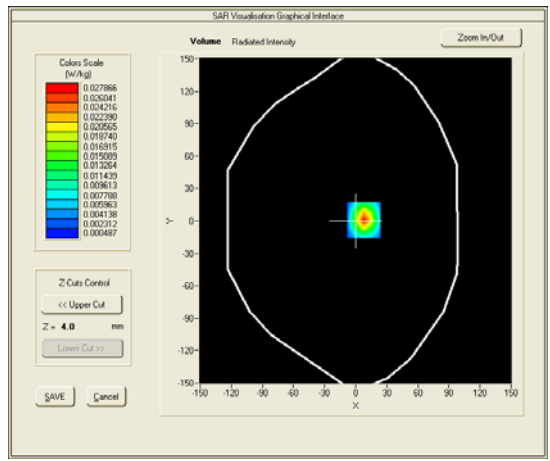 SAR Visualisation Graphical Interface
Volume Radiated Intensity
Zoom In/Out
Colors Scale
(W/kg)
0.027866
0.026041
0.024216
0.022390
0.020565
0.018740
0.016915
0.015089
0.013264
0.011439
0.009613
0.007788
0.005963
0.004138
0.002312
0.000487
Z-Cuts Control
<< Upper Cut
Z = 4.0 mm
Lower Cut >>
SAVE Cancel
150
120
90
60
30
0
-30
-60
-90
-120
-150
Y
-150 -120 -90 -60 -30 0 30 60 90 120 150
X